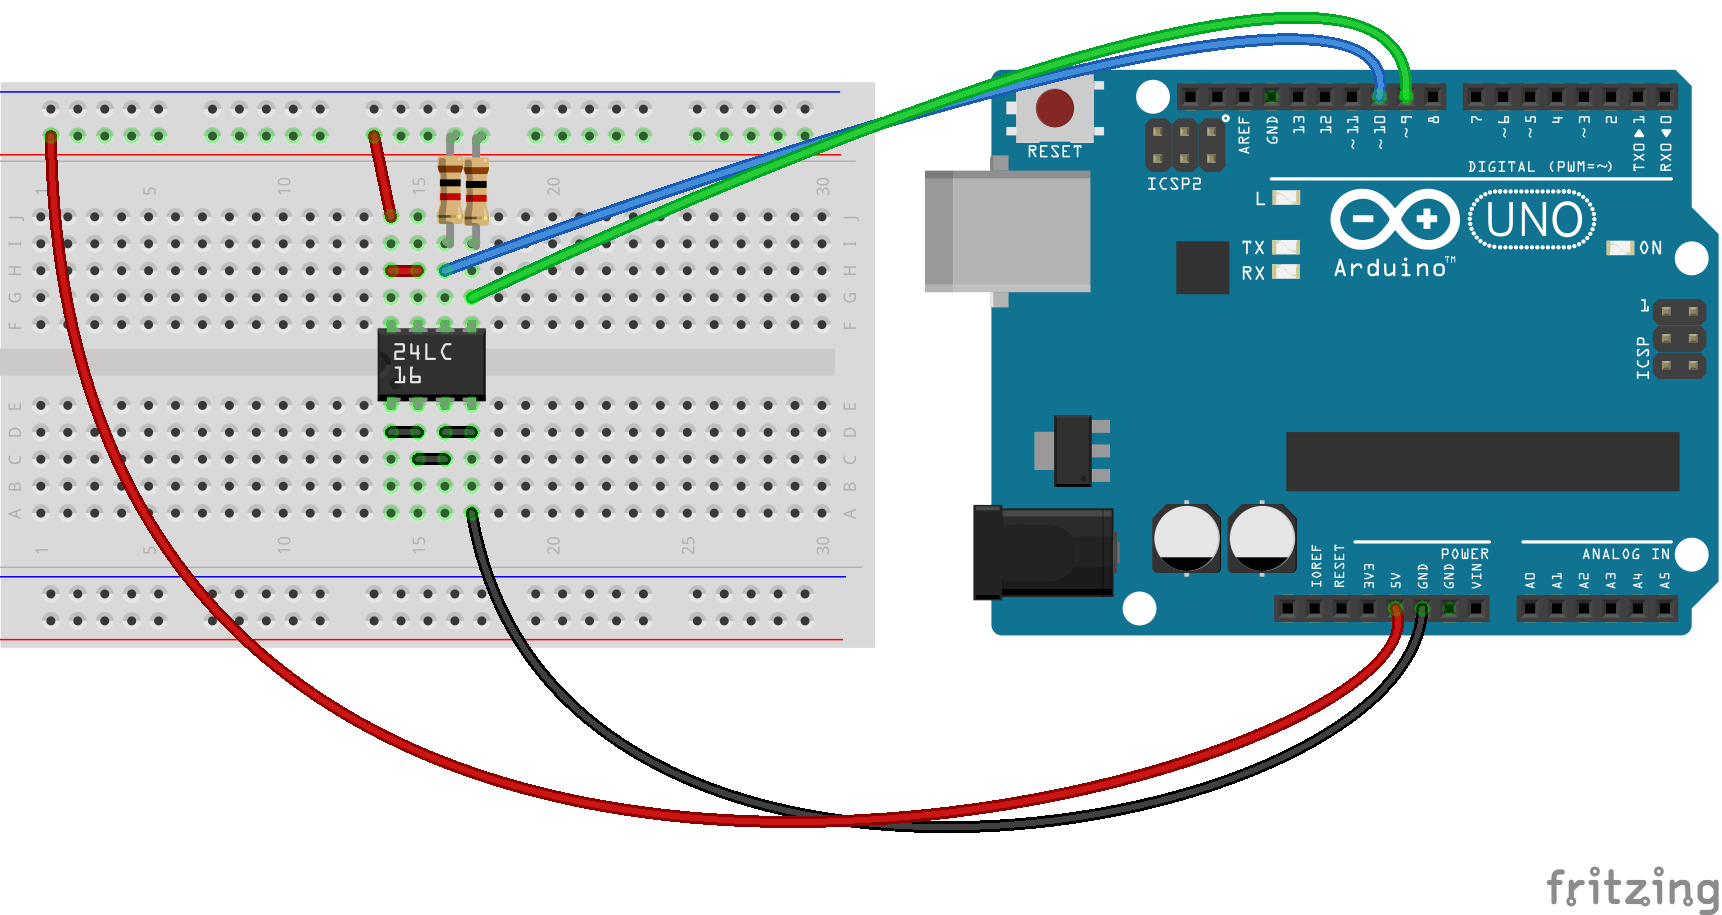 1 5 10 15 20 30
J J
I I
H H
G G
F F
24LC
16
E E
D D
C C
B B
A A
1 5 10 15 20 25 30
RESET
ICSP2
AREF
GND
13
12
~11
~10
~9
8
7
~6
~5
4
~3
2
TX0▶1
RX0◀0
DIGITAL (PWM=~)
L
TX
RX
UNO
Arduino™
ON
1
ICSP
POWER
ANALOG IN
IOREF
RESET
3V3
5V
GND
GND
VIN
A0
A1
A2
A3
A4
A5
fritzing